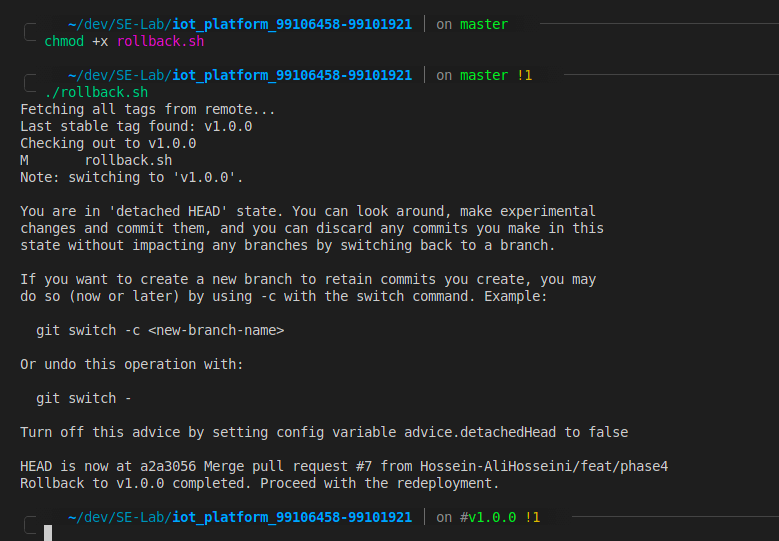 ~/dev/SE-Lab/iot_platform_99106458-99101921 | on master
chmod +x rollback.sh
~/dev/SE-Lab/iot_platform_99106458-99101921 | on master !1
./rollback.sh
Fetching all tags from remote...
Last stable tag found: v1.0.0
Checking out to v1.0.0
M       rollback.sh
Note: switching to 'v1.0.0'.
You are in 'detached HEAD' state. You can look around, make experimental
changes and commit them, and you can discard any commits you make in this
state without impacting any branches by switching back to a branch.
If you want to create a new branch to retain commits you create, you may
do so (now or later) by using -c with the switch command. Example:
  git switch -c <new-branch-name>
Or undo this operation with:
  git switch -
Turn off this advice by setting config variable advice.detachedHead to false
HEAD is now at a2a3056 Merge pull request #7 from Hossein-AliHosseini/feat/phase4
Rollback to v1.0.0 completed. Proceed with the redeployment.
~/dev/SE-Lab/iot_platform_99106458-99101921 | on #v1.0.0 !1